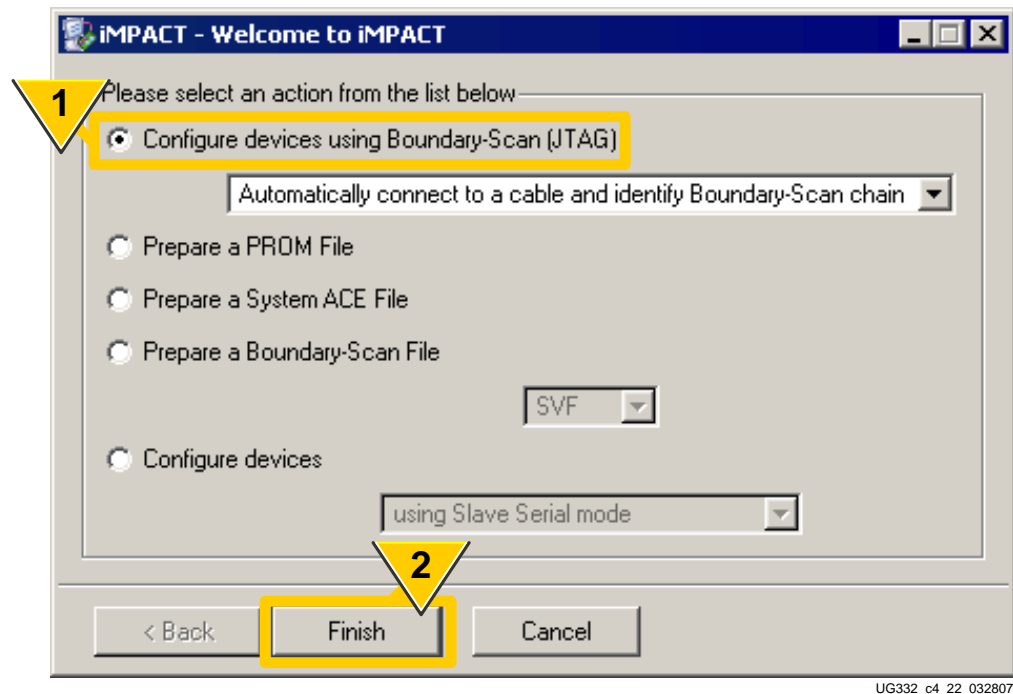 iMPACT - Welcome to iMPACT
1
Please select an action from the list below
Configure devices using Boundary-Scan (JTAG)
Automatically connect to a cable and identify Boundary-Scan chain
Prepare a PROM File
Prepare a System ACE File
Prepare a Boundary-Scan File
SVF
Configure devices
using Slave Serial mode
2
< Back Finish Cancel
UG332_c4_22_032807